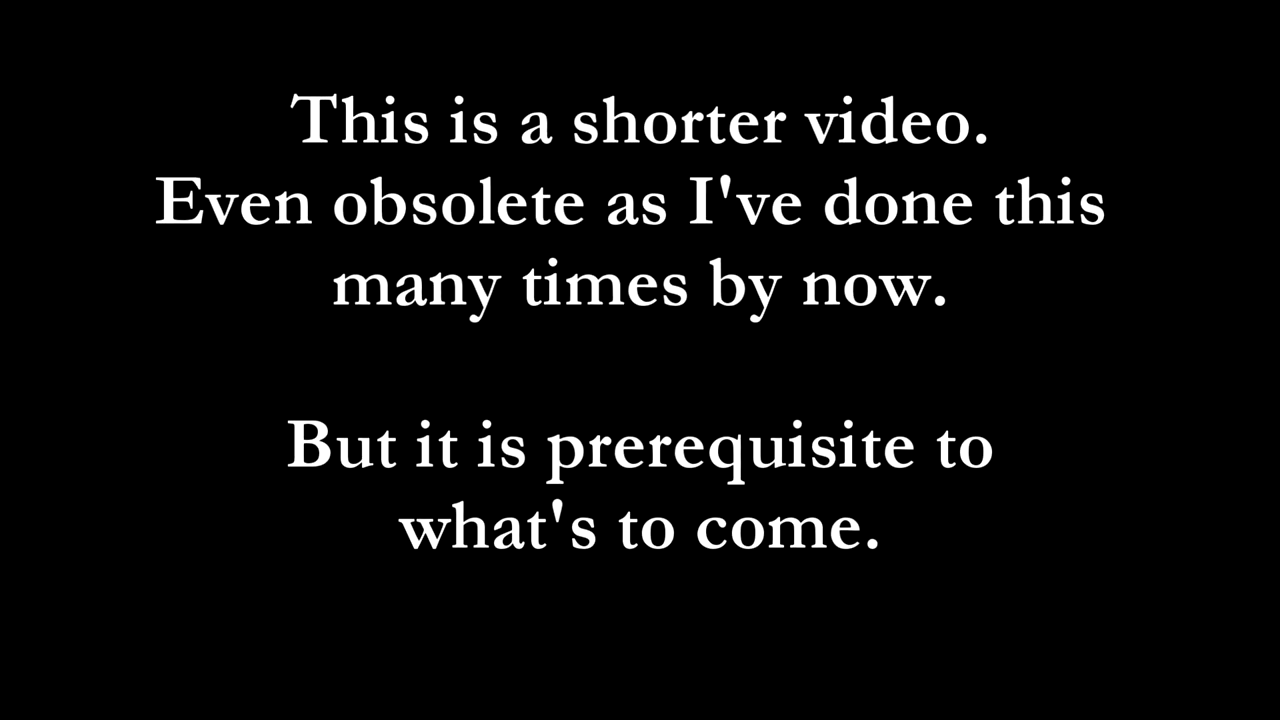 This is a shorter video.
Even obsolete as I've done this
many times by now.
But it is prerequisite to
what's to come.